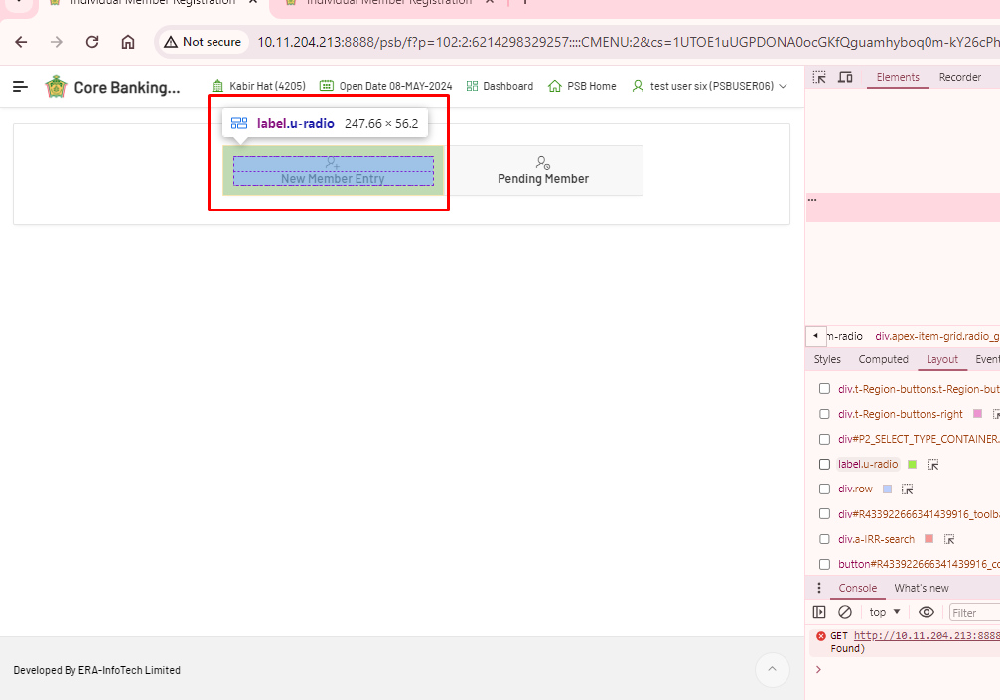 Individual Member Registration
Individual Member Registration
Not secure
10.11.204.213:8888/psb/f?p=102:2:6214298329257::::CMENU:2&cs=1UTOE1uUGPDONA0ocGKfQguamhyboq0m-kY26cPh
Core Banking...
Kabir Hat (4205)
Open Date 08-MAY-2024
Dashboard
PSB Home
test user six (PSBUSER06)
label.u-radio 247.66 × 56.2
New Member Entry
Pending Member
Developed By ERA-InfoTech Limited
Elements
Recorder
...
m-radio
div.apex-item-grid.radio_g
Styles
Computed
Layout
Event
div.t-Region-buttons.t-Region-but
div.t-Region-buttons-right
div#P2_SELECT_TYPE_CONTAINER.
label.u-radio
div.row
div#R433922666341439916_toolba
div.a-IRR-search
button#R433922666341439916_co
Console
What's new
top
Filter
GET http://10.11.204.213:8888
Found)